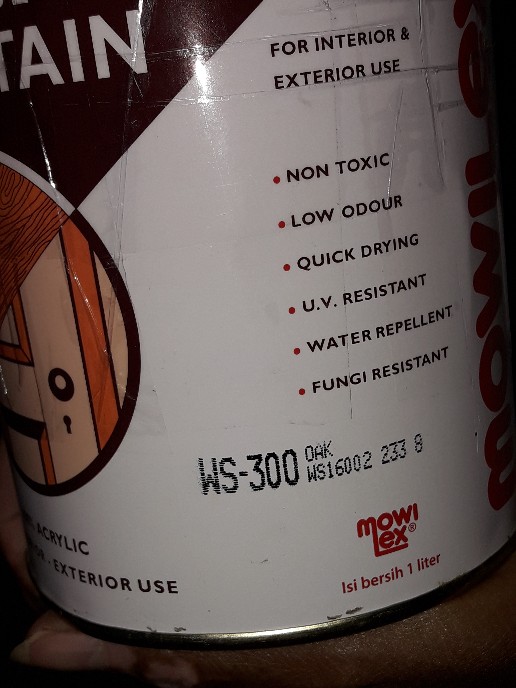 TAIN
FOR INTERIOR &
EXTERIOR USE
• NON TOXIC
• LOW ODOUR
• QUICK DRYING
• U.V. RESISTANT
• WATER REPELLENT
• FUNGI RESISTANT
WS-300 OAK
WS16002 233 8
ACRYLIC
- EXTERIOR USE
mowi
Lex®
Isi bersih 1 liter
mowi